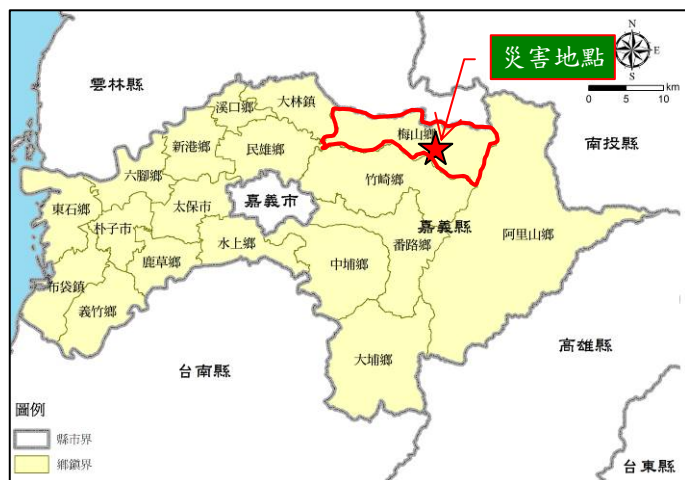 災害地點
N
E
S
0 5 10 km
雲林縣
大林鎮
溪口鄉
梅山鄉
南投縣
新港鄉
民雄鄉
六腳鄉
竹崎鄉
東石鄉
太保市
嘉義市
朴子市
嘉義縣
阿里山鄉
水上鄉
番路鄉
鹿草鄉
中埔鄉
布袋鎮
義竹鄉
高雄縣
大埔鄉
台南縣
圖例
縣市界
鄉鎮界
台東縣